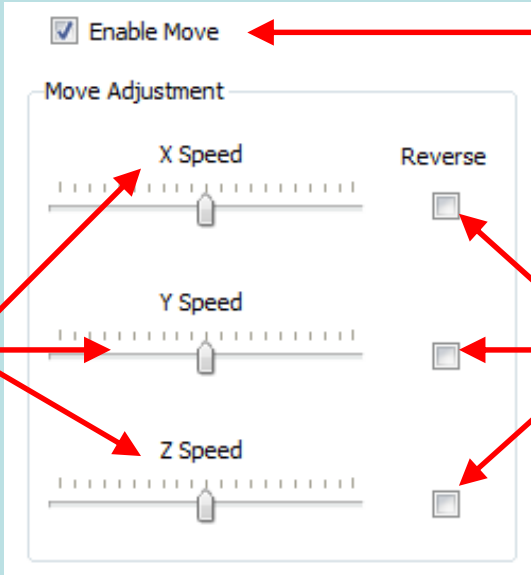 Enable Move
Move Adjustment
X Speed
Reverse
Y Speed
Z Speed